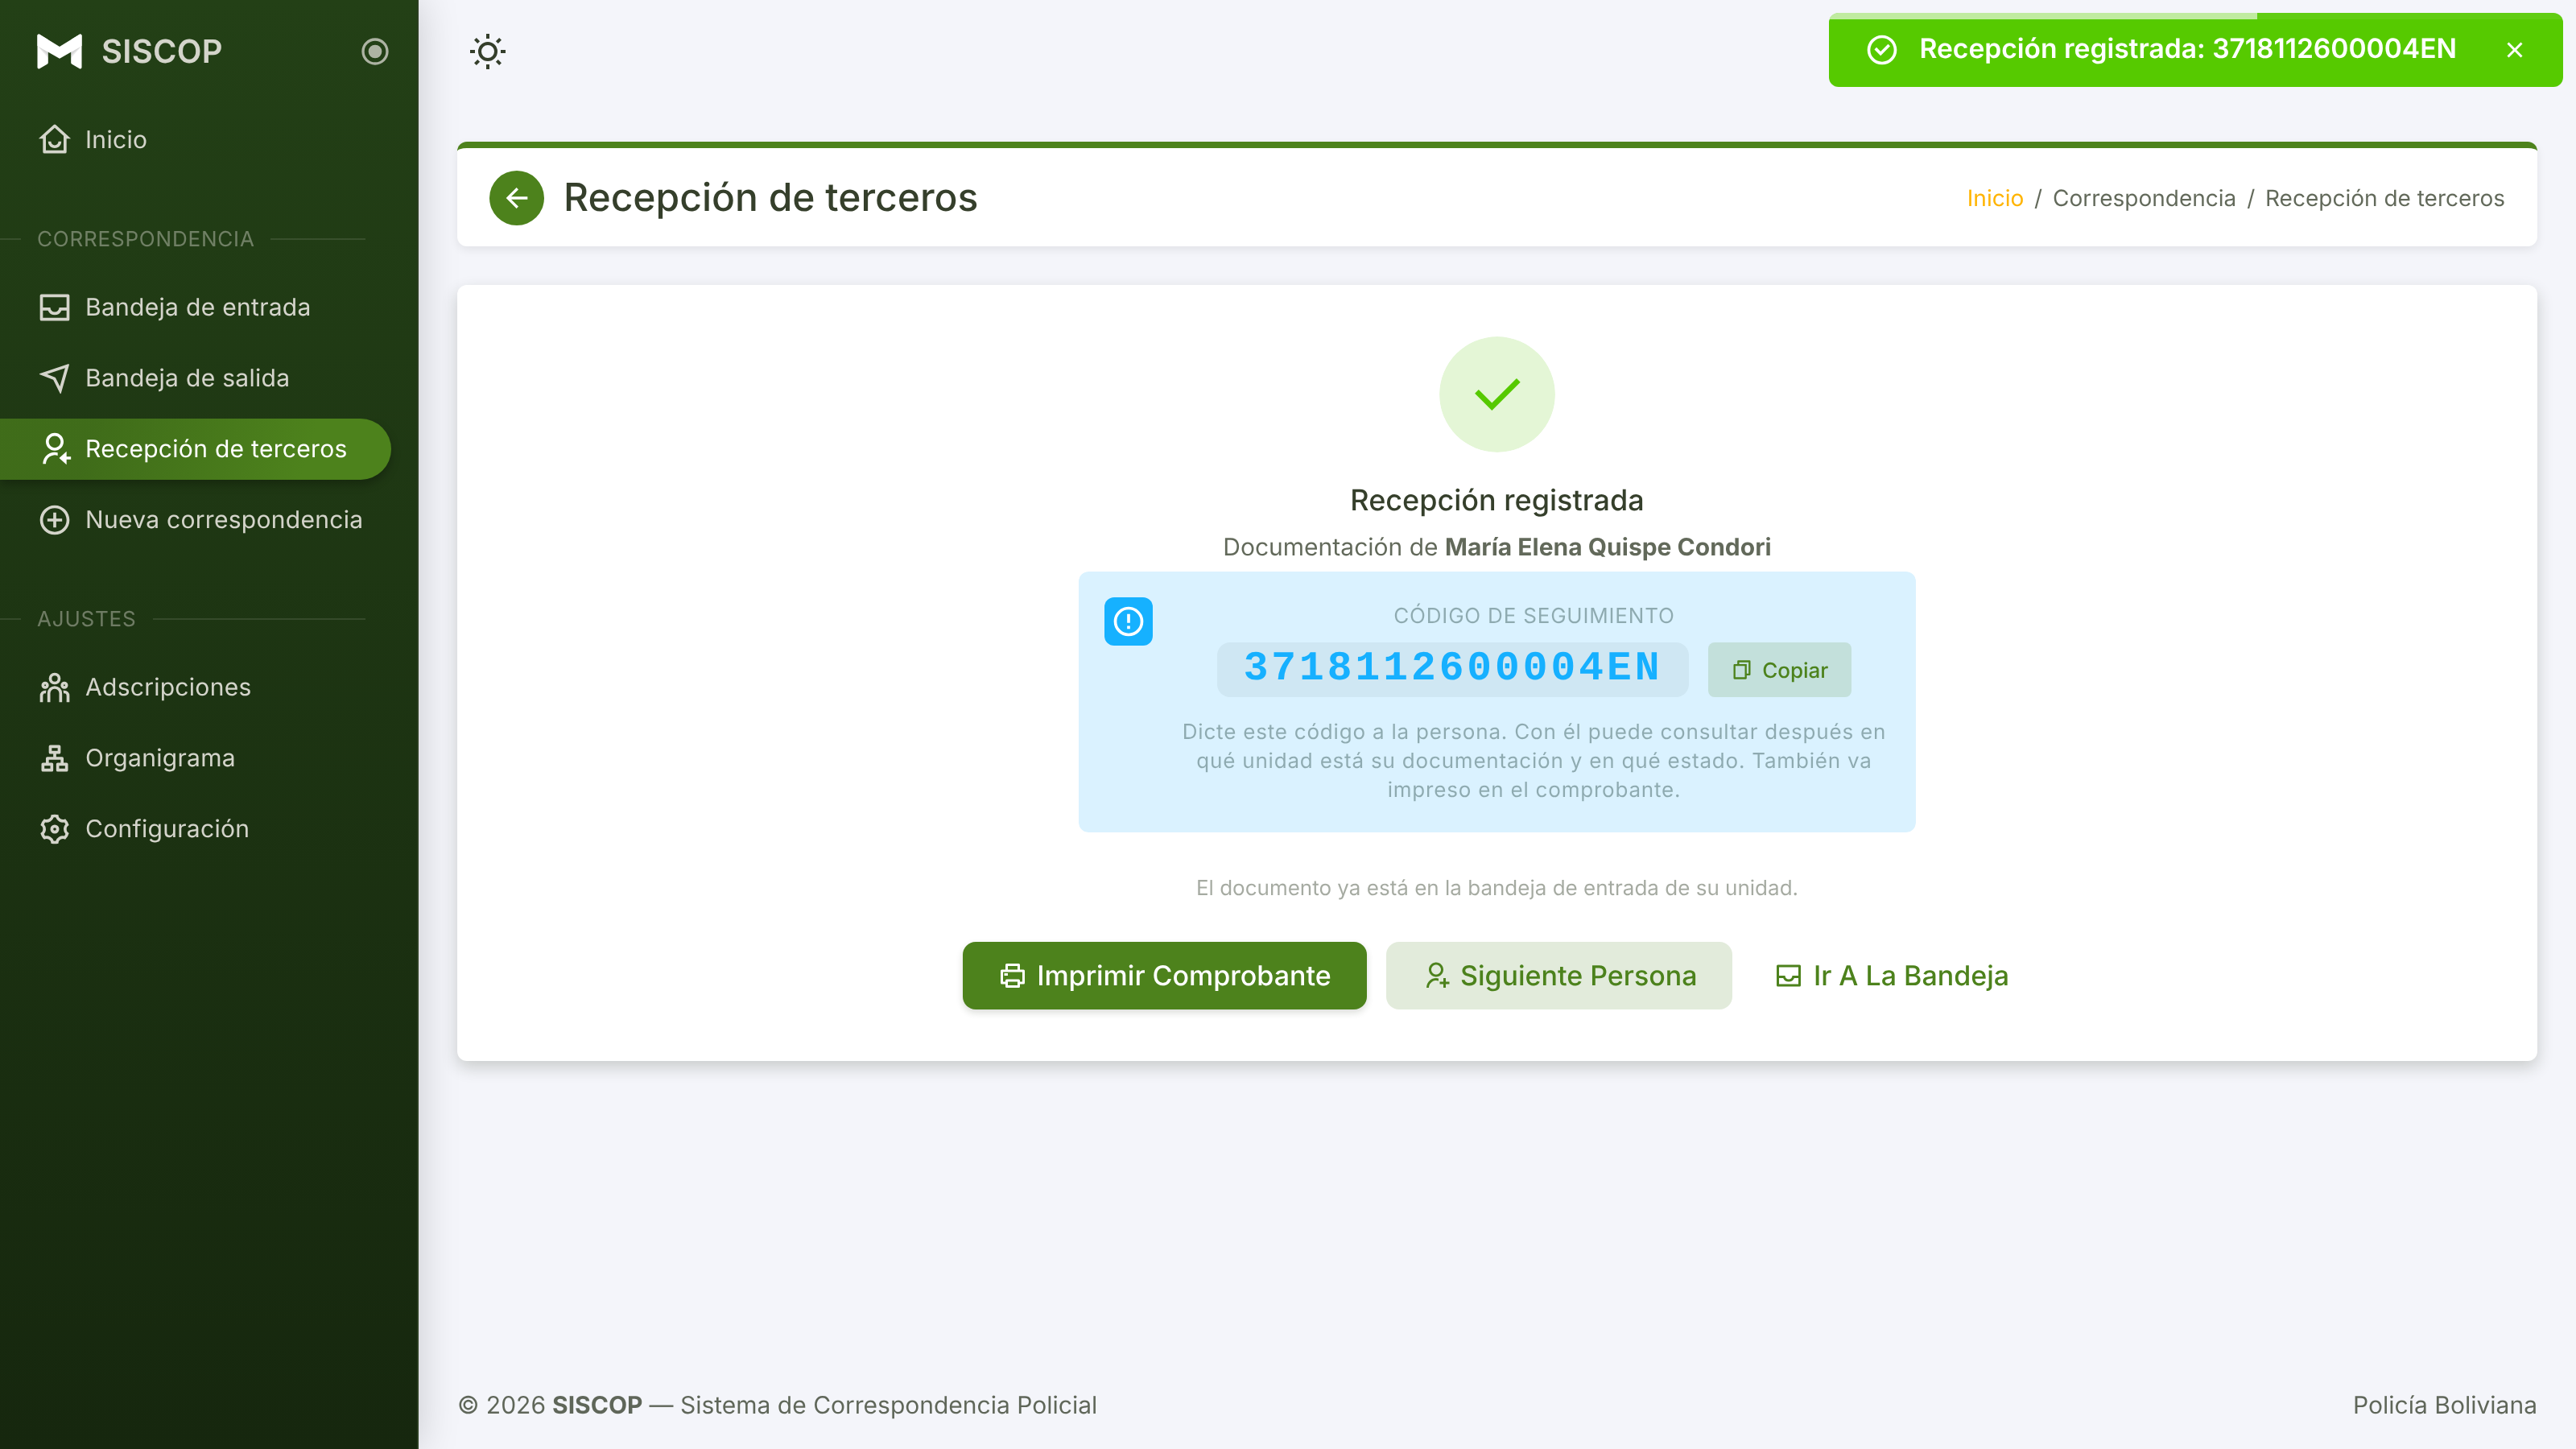 SISCOP
Recepción registrada: 3718112600004EN
Inicio
Recepción de terceros
Inicio / Correspondencia / Recepción de terceros
CORRESPONDENCIA
Bandeja de entrada
Bandeja de salida
Recepción de terceros
Nueva correspondencia
AJUSTES
Adscripciones
Organigrama
Configuración
Recepción registrada
Documentación de María Elena Quispe Condori
CÓDIGO DE SEGUIMIENTO
3718112600004EN
Copiar
Dicte este código a la persona. Con él puede consultar después en
qué unidad está su documentación y en qué estado. También va
impreso en el comprobante.
El documento ya está en la bandeja de entrada de su unidad.
Imprimir Comprobante
Siguiente Persona
Ir A La Bandeja
© 2026 SISCOP — Sistema de Correspondencia Policial
Policía Boliviana